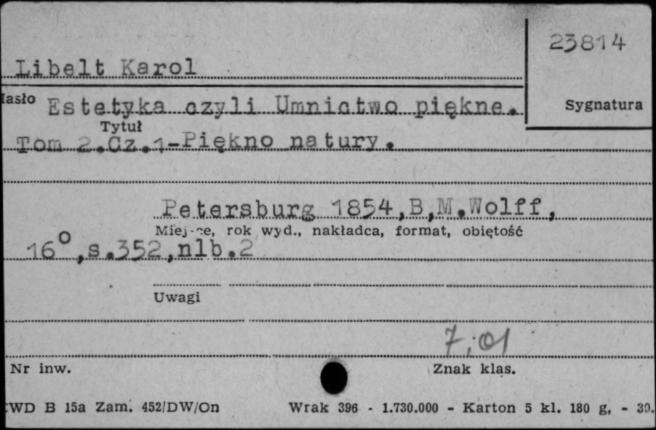 23814
Libelt Karol
Hasło Estetyka czyli Umnictwo piękne. Sygnatura
Tytuł
Tom 2.Cz.1-Piękno natury.
Petersburg 1854,B,M.Wolff,
Miejsce, rok wyd., nakładca, format, objętość
16°,s.352,nlb.2
Uwagi
7,01
Nr inw. Znak klas.
WD B 15a Zam. 452/DW/On Wrak 396 - 1.730.000 - Karton 5 kl. 180 g, - 30.